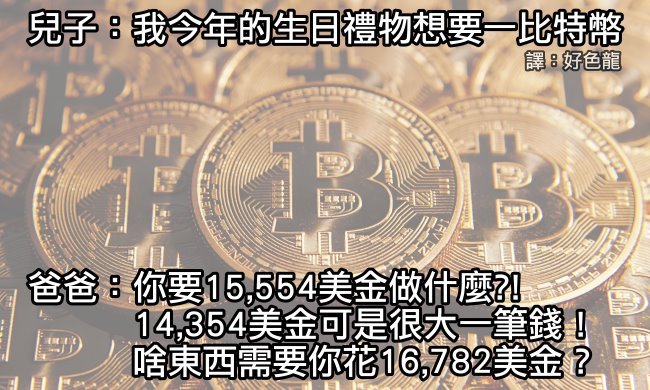 兒子：我今年的生日禮物想要一比特幣
譯：好色龍
爸爸：你要15,554美金做什麼?!
14,354美金可是很大一筆錢！
啥東西需要你花16,782美金？